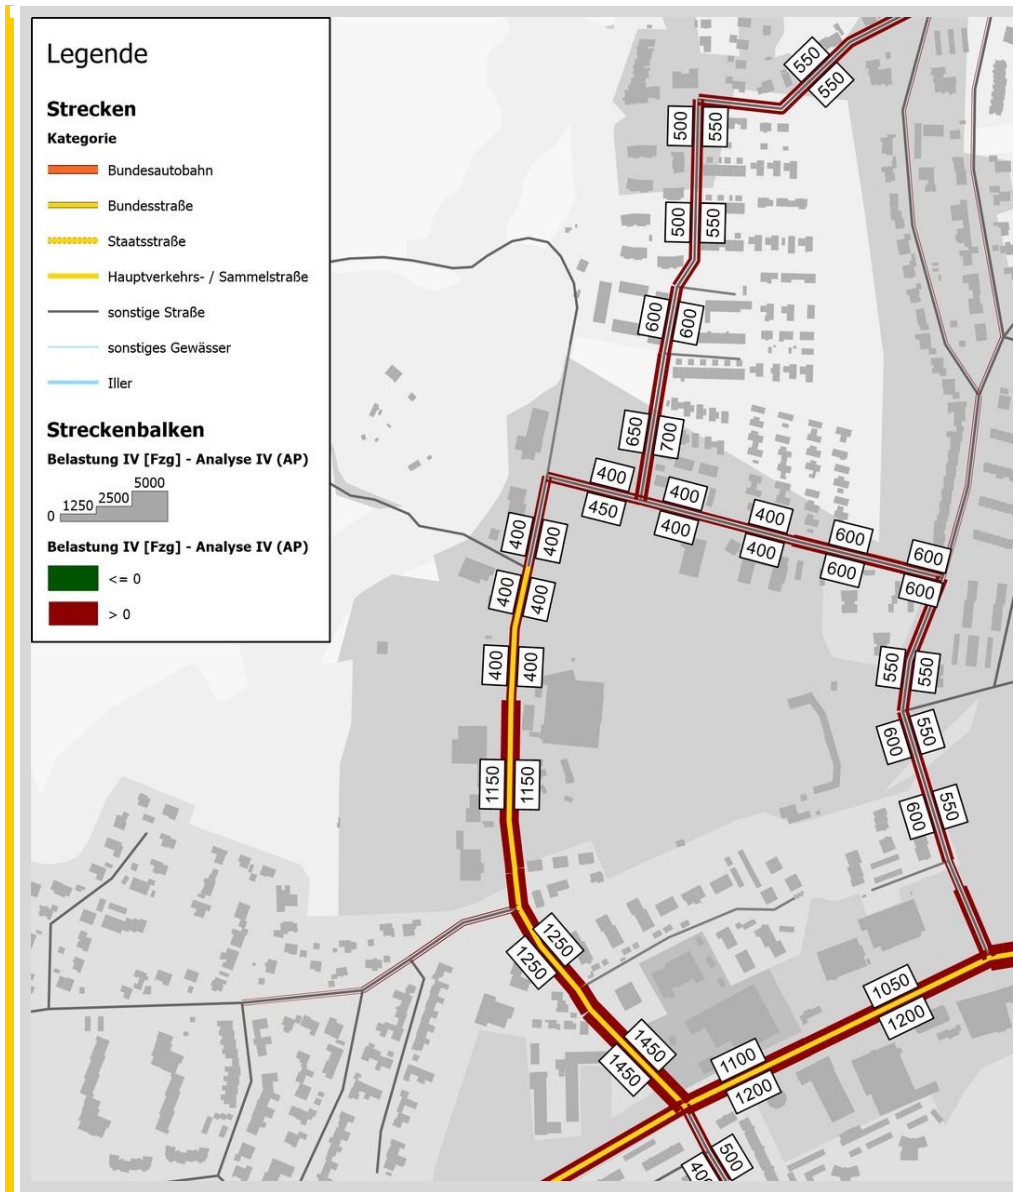 Legende
Strecken
Kategorie
Bundesautobahn
Bundesstraße
Staatsstraße
Hauptverkehrs- / Sammelstraße
sonstige Straße
sonstiges Gewässer
Iller
Streckenbalken
Belastung IV [Fzg] - Analyse IV (AP)
0 1250 2500 5000
Belastung IV [Fzg] - Analyse IV (AP)
<= 0
> 0
550
550
500 550
500 550
600 600
650 700
400
450
400
400
400
400
600
600
600
600
400 400
400 400
400 400
550 550
600 550
600 550
1150 1150
1250
1250
1450
1450
1050
1200
1100
1200
500
400